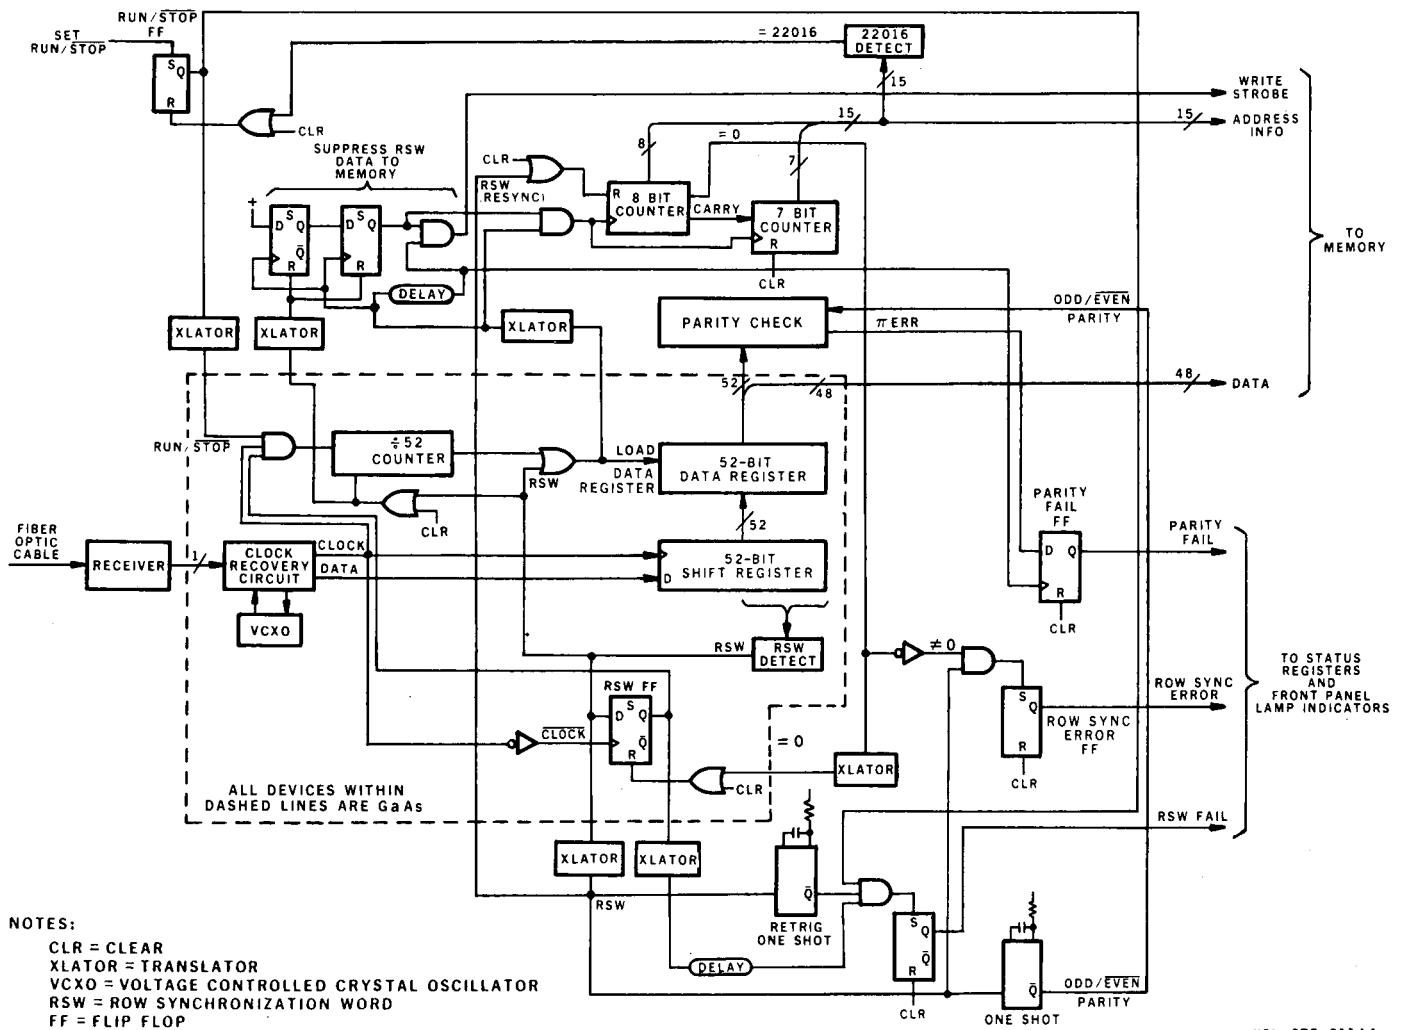 RUN/STOP
FF
SET
RUN/STOP
S
Q
R
CLR
= 22016
22016
DETECT
15
WRITE
STROBE
15
15
ADDRESS
INFO
SUPPRESS RSW
DATA TO
MEMORY
+
D
S
Q
Q
R
D
S
Q
R
CLR
RSW
(RESYNC)
8
= 0
R
8 BIT
COUNTER
CARRY
7
7 BIT
COUNTER
R
CLR
TO
MEMORY
DELAY
XLATOR
XLATOR
XLATOR
PARITY CHECK
ODD/EVEN
PARITY
π ERR
52
48
48
DATA
RUN/STOP
÷52
COUNTER
RSW
LOAD
DATA
REGISTER
52-BIT
DATA REGISTER
CLR
52
FIBER
OPTIC
CABLE
RECEIVER
1
CLOCK
RECOVERY
CIRCUIT
CLOCK
DATA
D
52-BIT
SHIFT REGISTER
VCXO
PARITY
FAIL
FF
D
Q
R
CLR
PARITY
FAIL
RSW
RSW
DETECT
≠ 0
RSW FF
D
S
Q
Q
R
CLOCK
= 0
CLR
XLATOR
S
Q
R
ROW SYNC
ERROR
FF
CLR
ROW SYNC
ERROR
TO STATUS
REGISTERS
AND
FRONT PANEL
LAMP INDICATORS
ALL DEVICES WITHIN
DASHED LINES ARE GaAs
XLATOR
XLATOR
RSW
Q
RETRIG
ONE SHOT
RSW FAIL
S
Q
Q
R
CLR
DELAY
Q
ONE SHOT
ODD/EVEN
PARITY
NOTES:
CLR = CLEAR
XLATOR = TRANSLATOR
VCXO = VOLTAGE CONTROLLED CRYSTAL OSCILLATOR
RSW = ROW SYNCHRONIZATION WORD
FF = FLIP FLOP